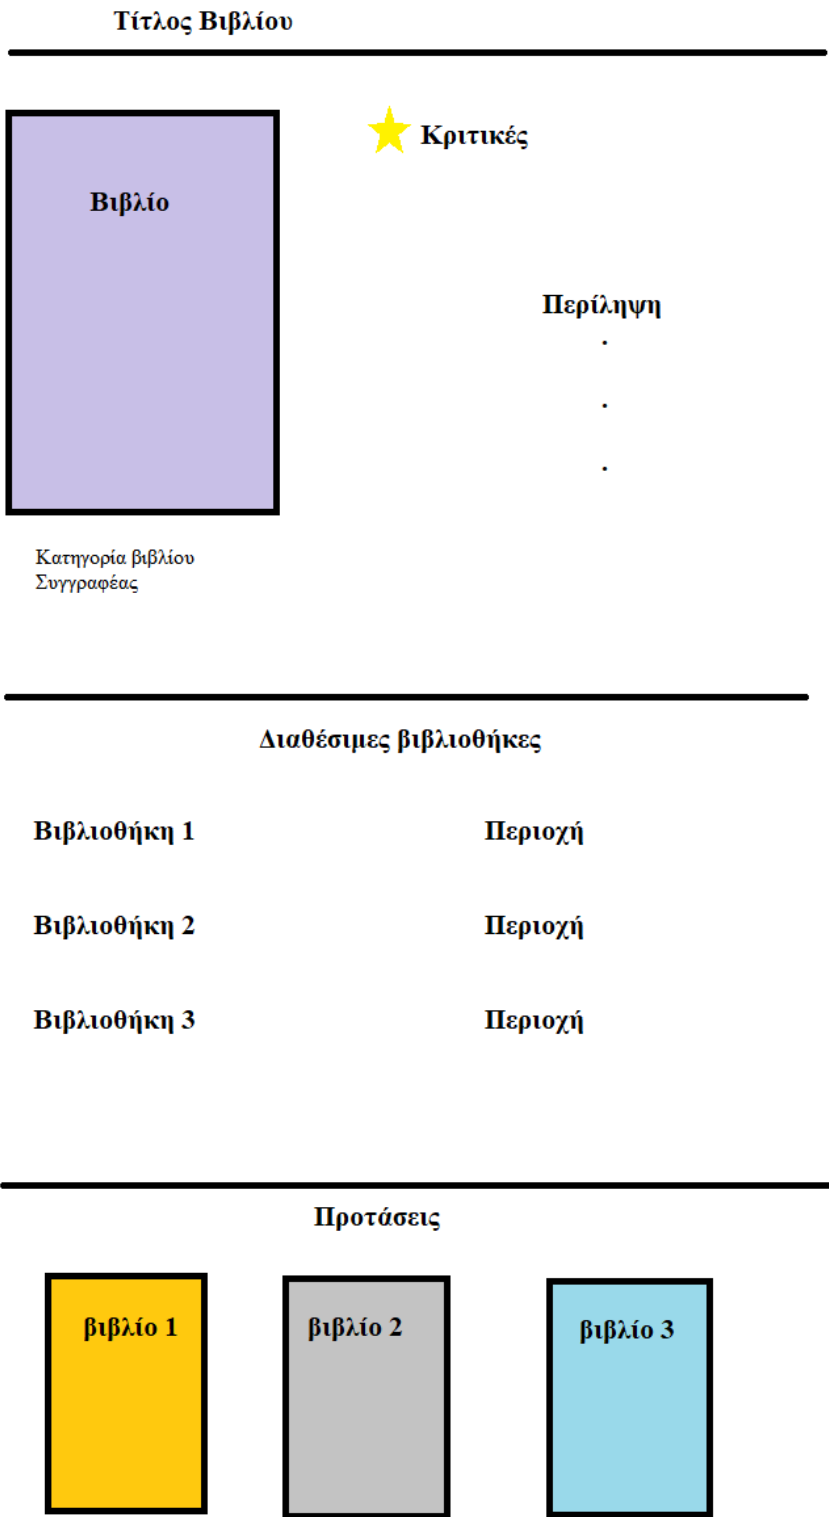 Τίτλος Βιβλίου
Βιβλίο
Κριτικές
Περίληψη
.
.
.
Κατηγορία βιβλίου
Συγγραφέας
Διαθέσιμες βιβλιοθήκες
Βιβλιοθήκη 1 Περιοχή
Βιβλιοθήκη 2 Περιοχή
Βιβλιοθήκη 3 Περιοχή
Προτάσεις
βιβλίο 1 βιβλίο 2 βιβλίο 3